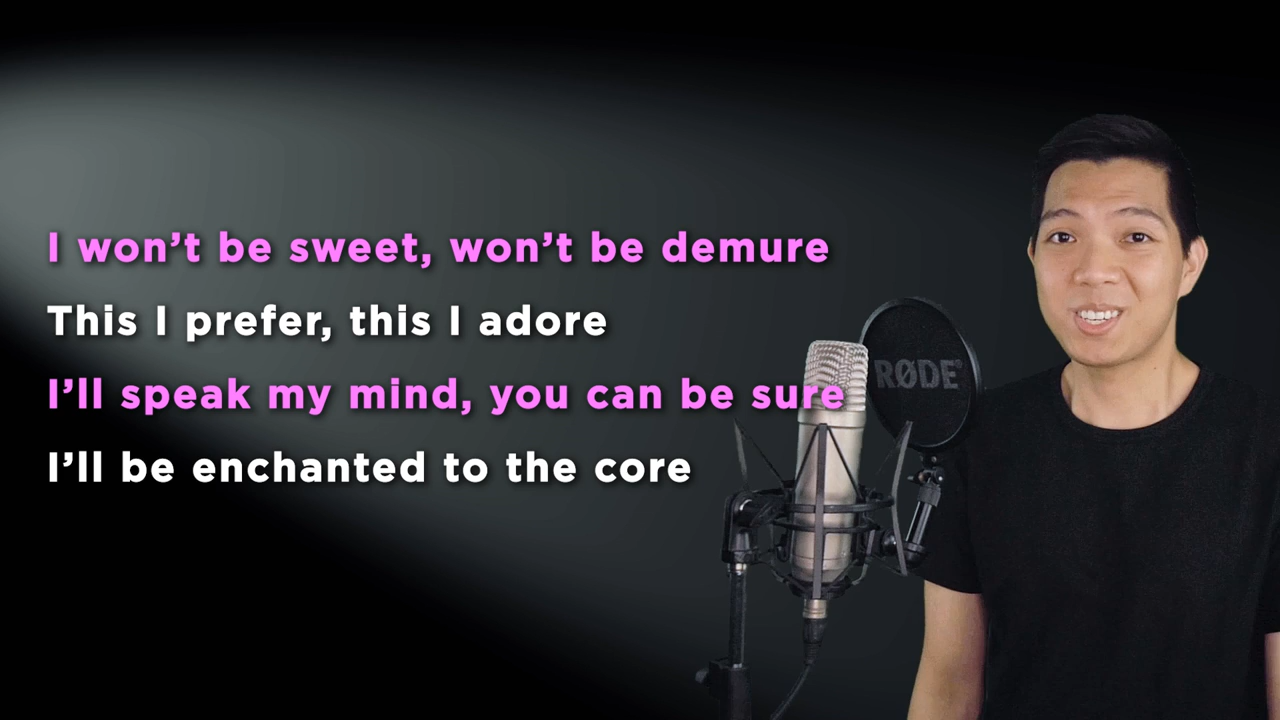 I won’t be sweet, won’t be demure
This I prefer, this I adore
I’ll speak my mind, you can be sure
I’ll be enchanted to the core
RØDE